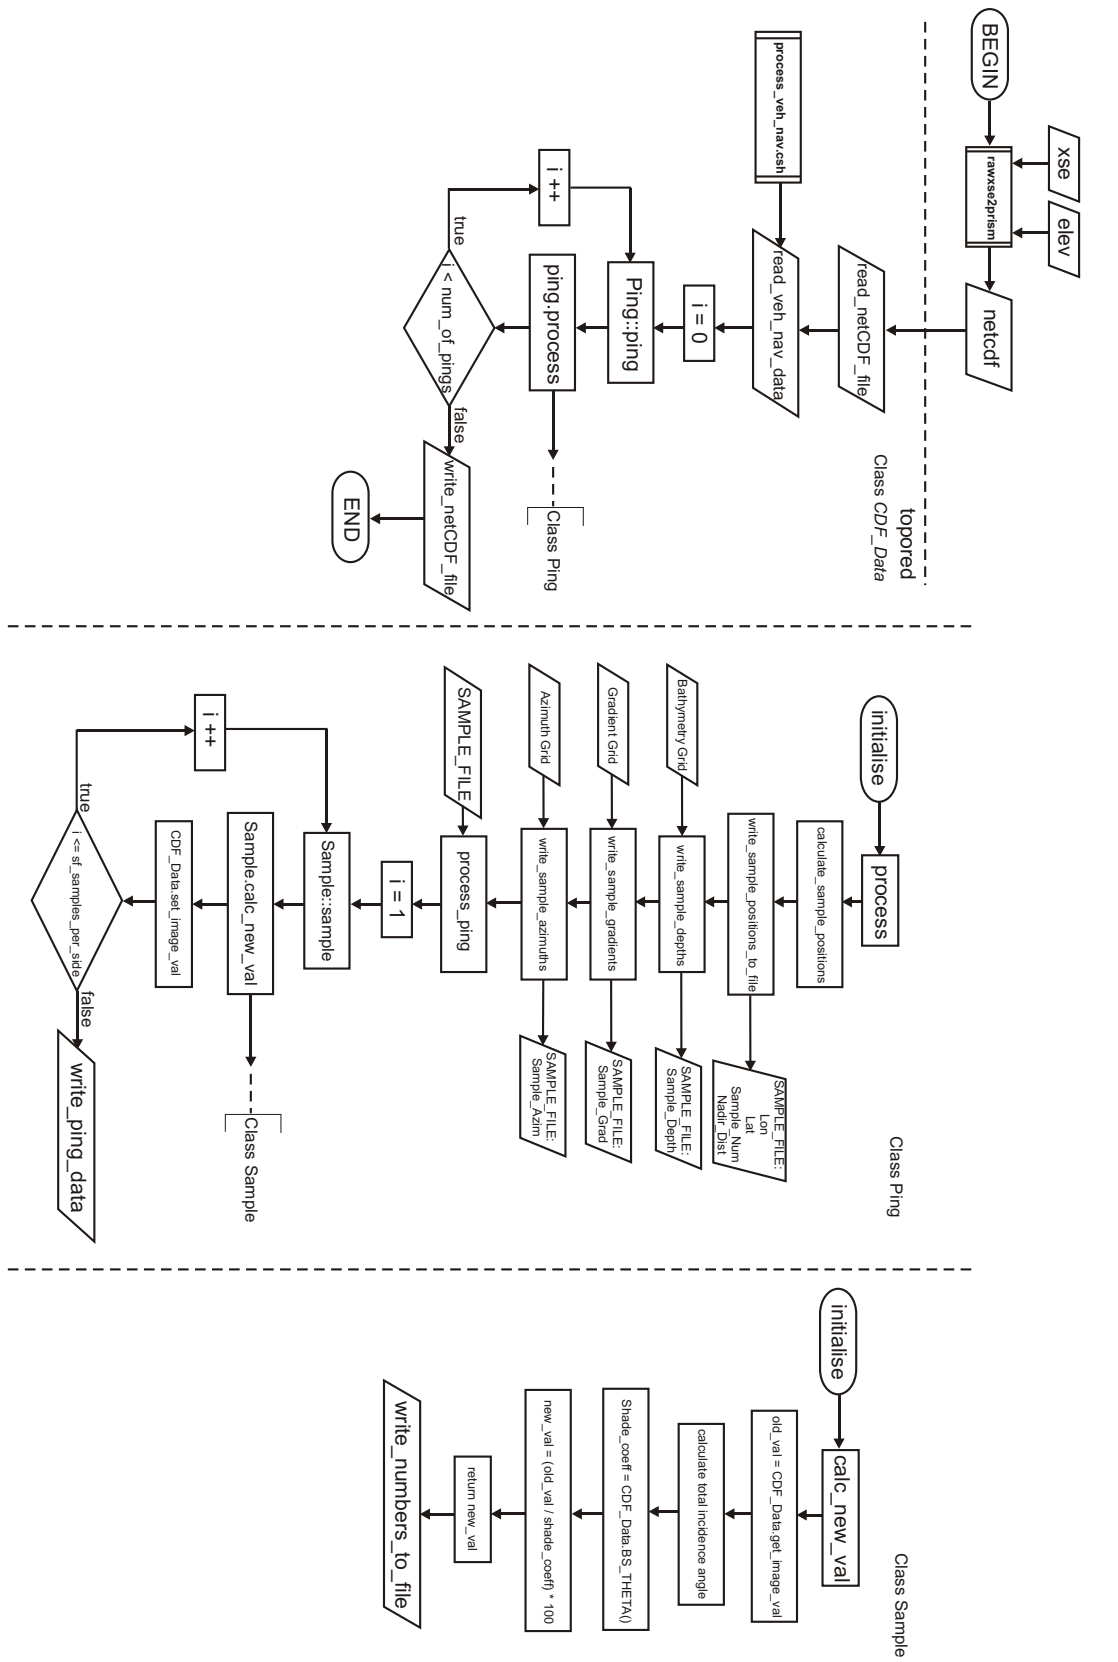 BEGIN
xse
elev
rawxse2prism
netcdf
topored
Class CDF_Data
process_veh_nav.csh
read_netCDF_file
read_veh_nav_data
i = 0
Ping::ping
i ++
ping.process
Class Ping
true
i < num_of_pings
false
write_netCDF_file
END
Class Ping
initialise
process
calculate_sample_positions
write_sample_positions_to_file
SAMPLE_FILE:
Lon
Lat
Sample_Num
Nadir_Dist
Bathymetry Grid
write_sample_depths
SAMPLE_FILE:
Sample_Depth
Gradient Grid
write_sample_gradients
SAMPLE_FILE:
Sample_Grad
Azimuth Grid
write_sample_azimuths
SAMPLE_FILE:
Sample_Azim
SAMPLE_FILE
process_ping
i = 1
Sample::sample
i ++
Sample.calc_new_val
Class Sample
CDF_Data.set_image_val
true
i <= sf_samples_per_side
false
write_ping_data
Class Sample
initialise
calc_new_val
old_val = CDF_Data.get_image_val
calculate total incidence angle
Shade_coeff = CDF_Data.BS_THETA()
new_val = (old_val / shade_coeff) * 100
return new_val
write_numbers_to_file